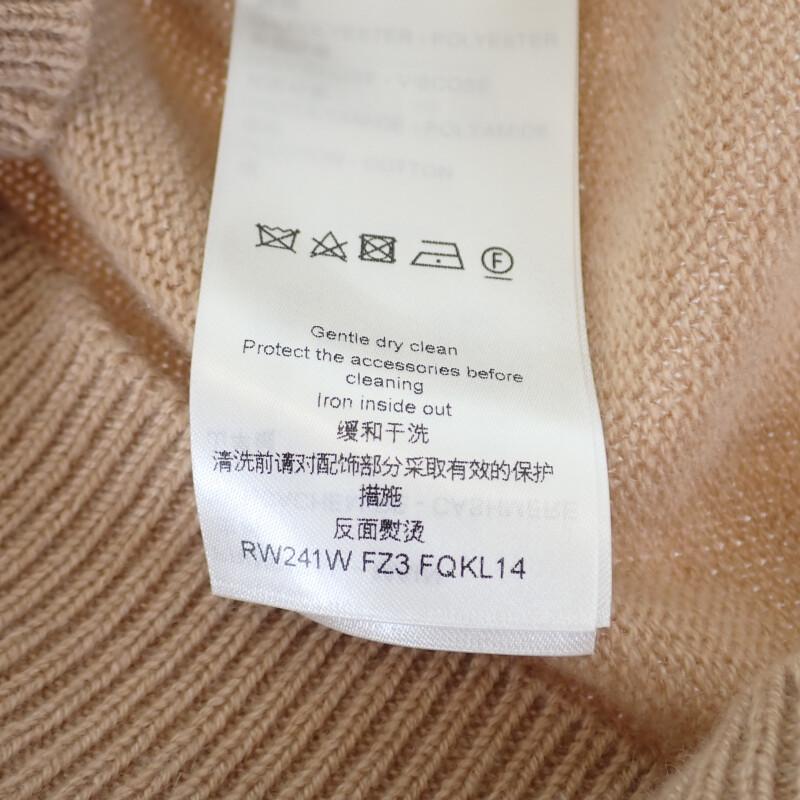 Gentle dry clean
Protect the accessories before
cleaning
Iron inside out
缓和干洗
清洗前请对配饰部分采取有效的保护
措施
反面熨烫
RW241W FZ3 FQKL14
F